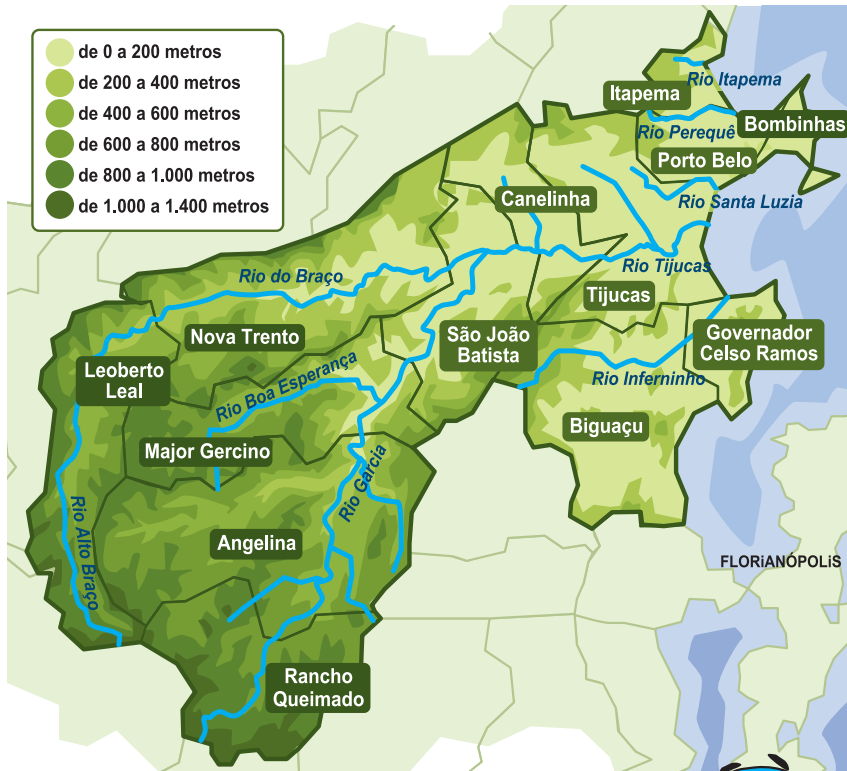 de 0 a 200 metros
de 200 a 400 metros
de 400 a 600 metros
de 600 a 800 metros
de 800 a 1.000 metros
de 1.000 a 1.400 metros
Rio Itapema
Itapema
Rio Perequê
Bombinhas
Porto Belo
Canelinha
Rio Santa Luzia
Rio do Braço
Rio Tijucas
Tijucas
Nova Trento
São João
Batista
Governador
Celso Ramos
Leoberto
Leal
Rio Boa Esperança
Rio Inferninho
Biguaçu
Major Gercino
Rio Garcia
Rio Alto Braço
Angelina
FLORiANÓPOLiS
Rancho
Queimado